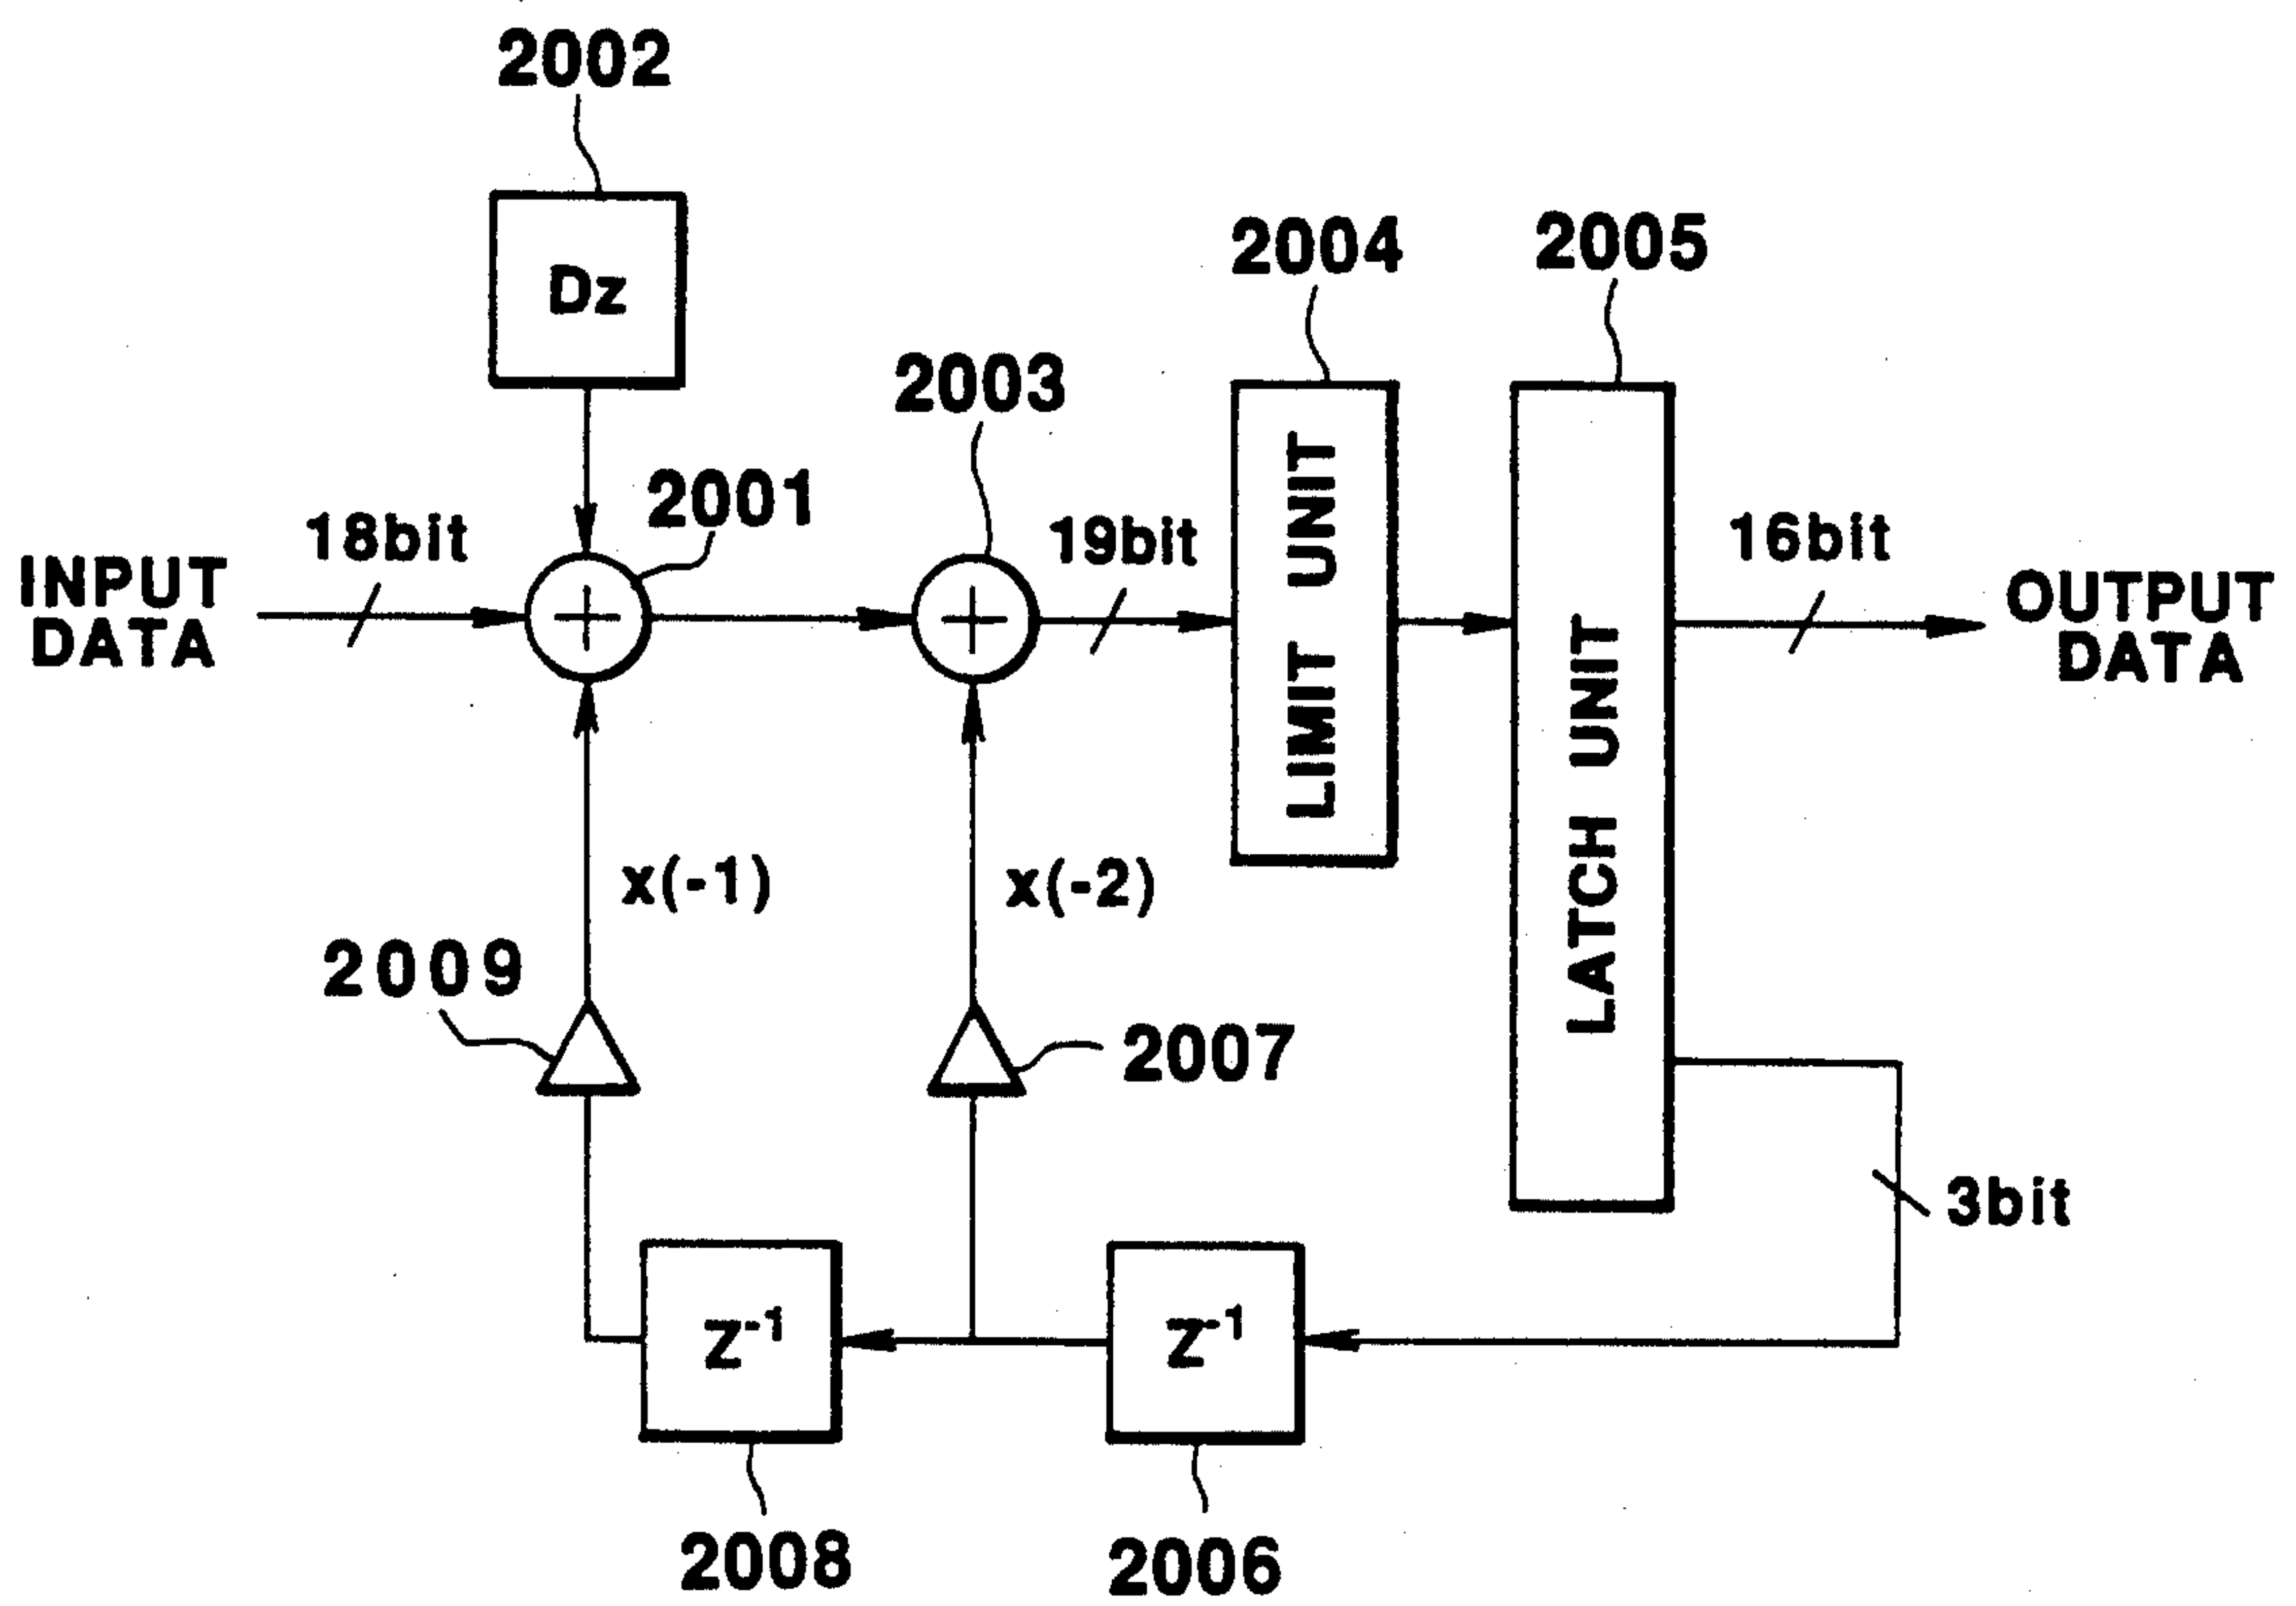 2002
Dz
2004
2005
2003
2001
18bit
19bit
16bit
INPUT
DATA
LIMIT UNIT
LATCH UNIT
OUTPUT
DATA
x(-1)
x(-2)
2009
2007
3bit
Z-1
Z-1
2008
2006